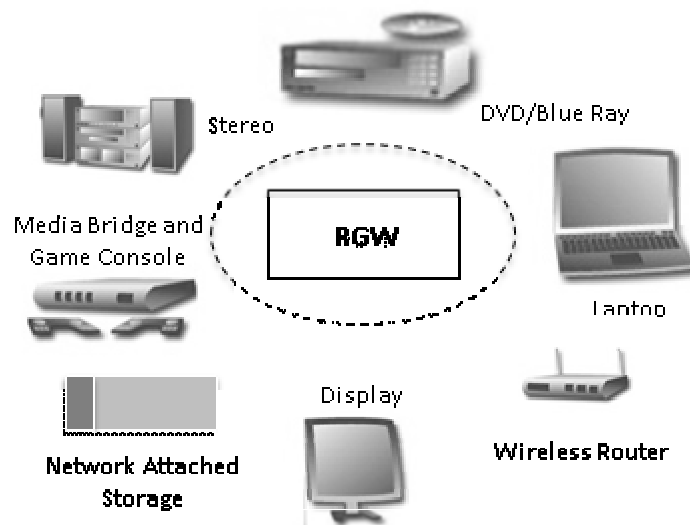 DVD/Blue Ray
Stereo
Media Bridge and
Game Console
RGW
Display
Wireless Router
Network Attached
Storage